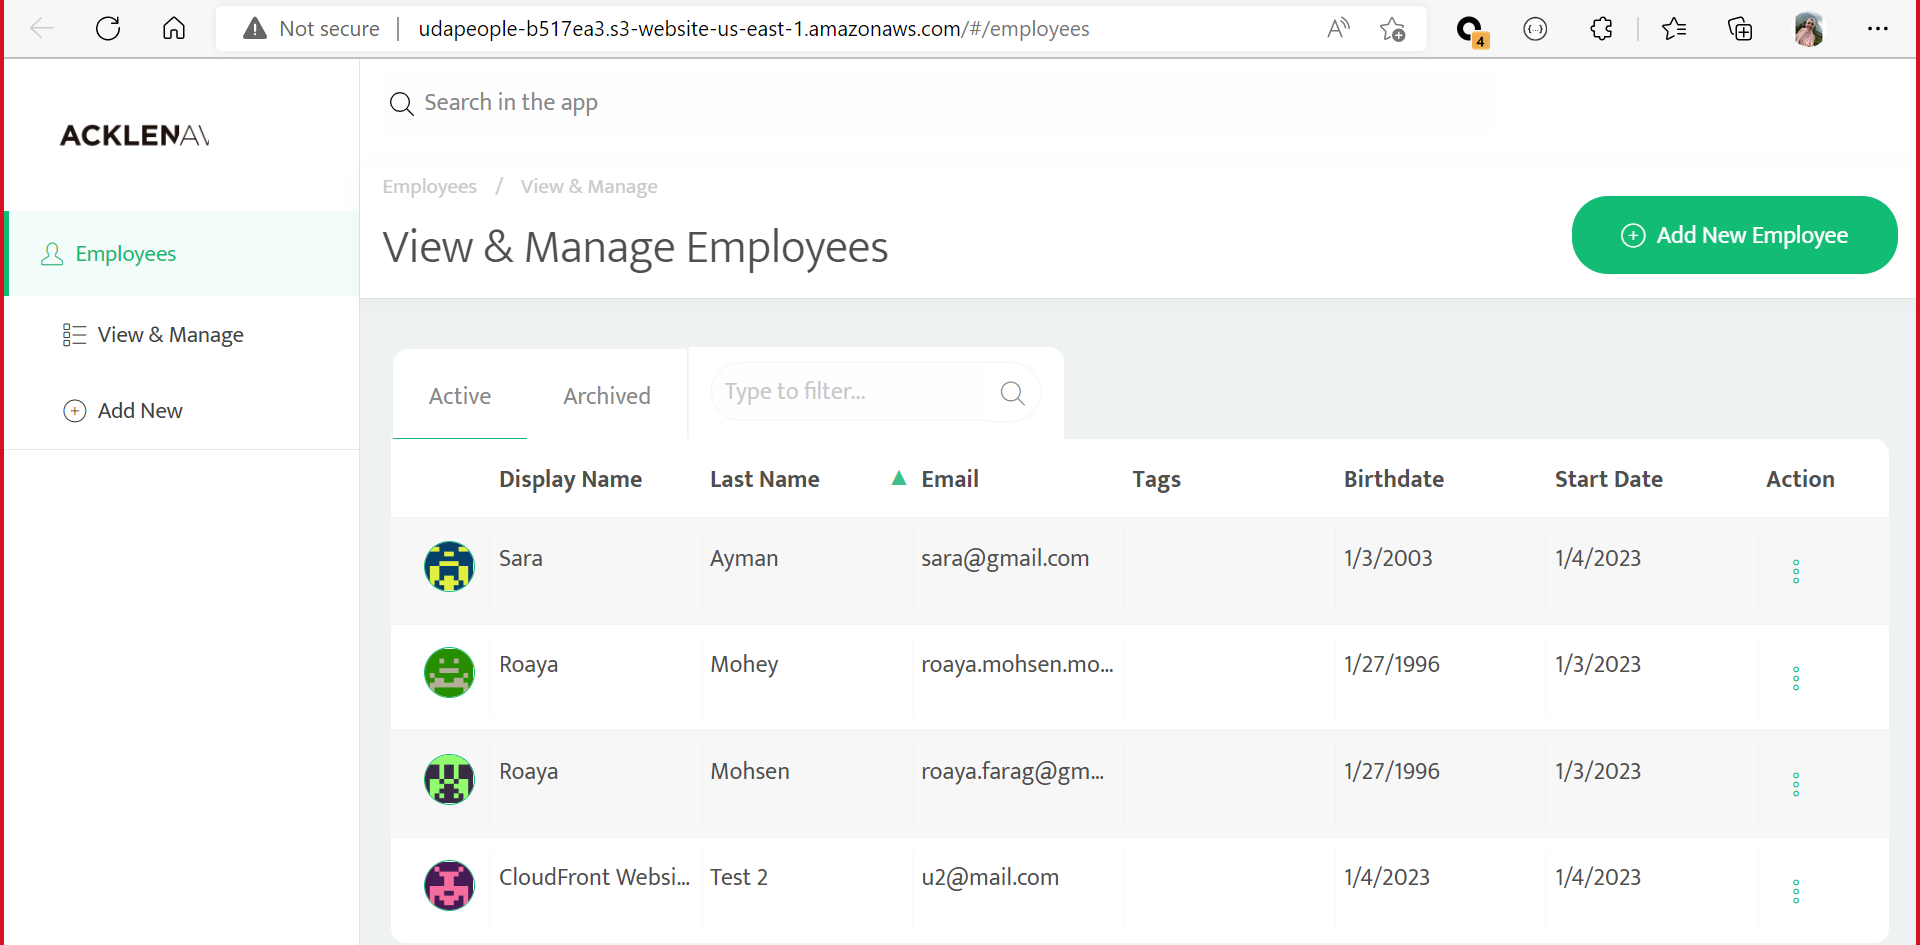 Not secure | udapeople-b517ea3.s3-website-us-east-1.amazonaws.com/#/employees
4
ACKLENAV
Search in the app
Employees / View & Manage
View & Manage Employees
Add New Employee
Employees
View & Manage
Add New
Active Archived Type to filter...
Display Name Last Name ▲ Email Tags Birthdate Start Date Action
Sara Ayman sara@gmail.com 1/3/2003 1/4/2023
Roaya Mohey roaya.mohsen.mo... 1/27/1996 1/3/2023
Roaya Mohsen roaya.farag@gm... 1/27/1996 1/3/2023
CloudFront Websi... Test 2 u2@mail.com 1/4/2023 1/4/2023